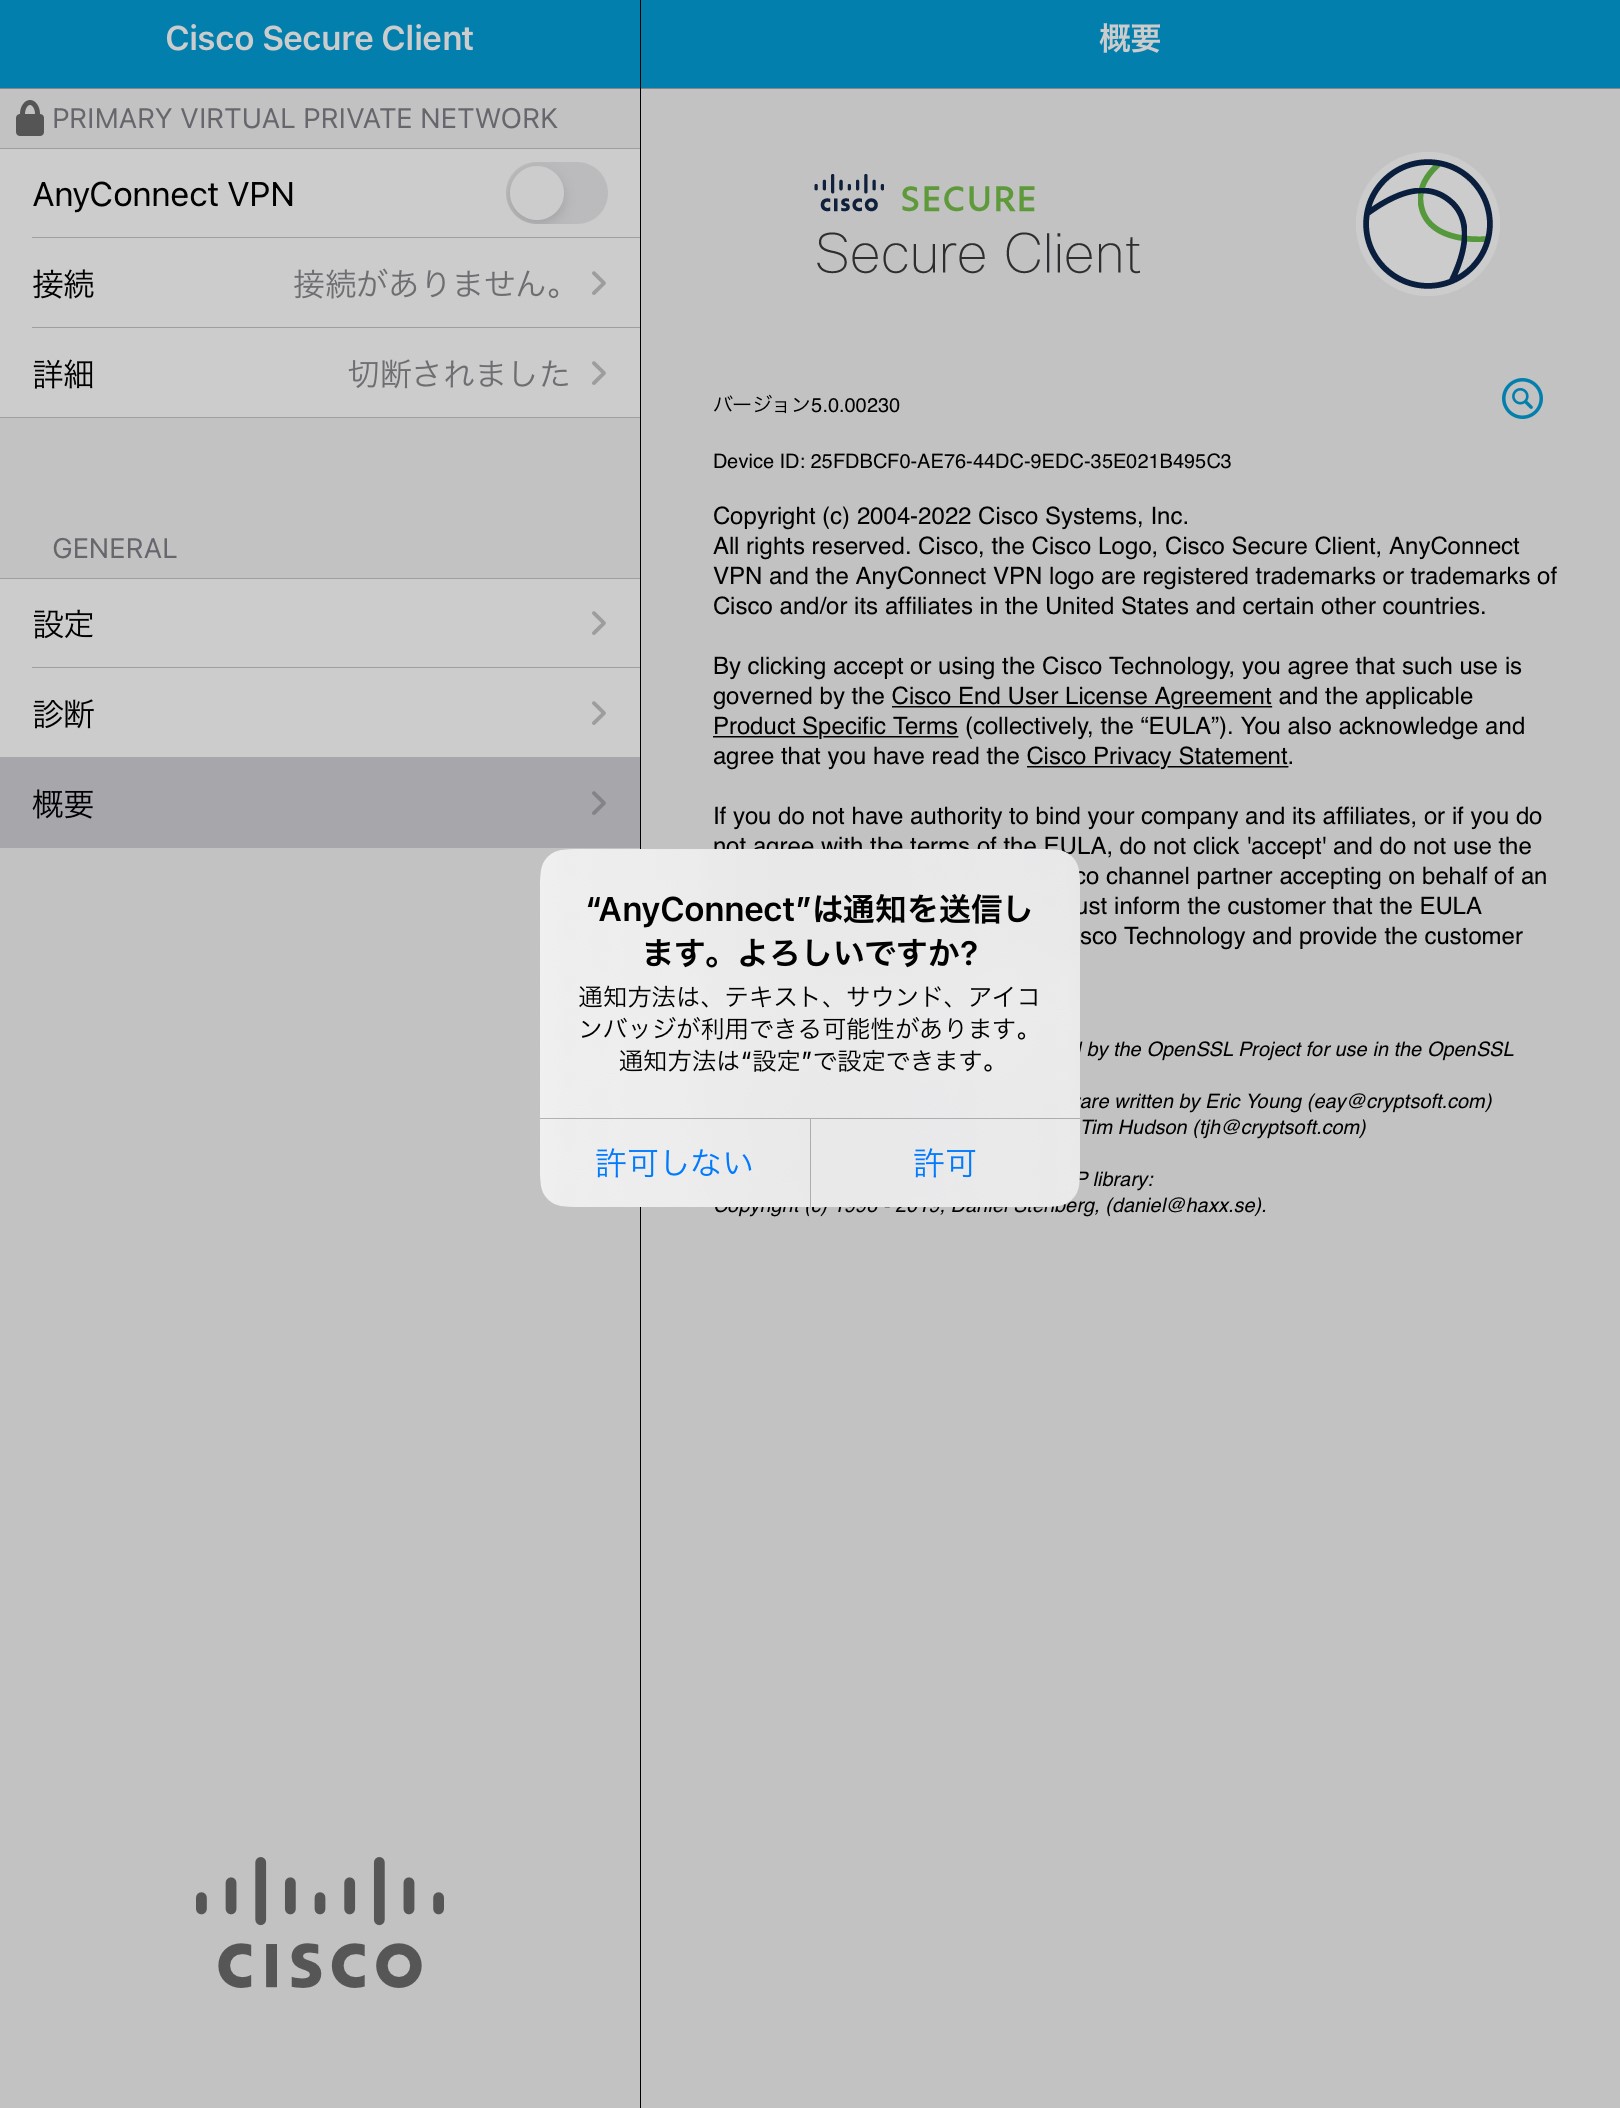 Cisco Secure Client
概要
PRIMARY VIRTUAL PRIVATE NETWORK
AnyConnect VPN
接続 接続がありません。
詳細 切断されました
GENERAL
設定
診断
概要
CISCO
CISCO SECURE
Secure Client
バージョン5.0.00230
Device ID: 25FDBCF0-AE76-44DC-9EDC-35E021B495C3
Copyright (c) 2004-2022 Cisco Systems, Inc.
All rights reserved. Cisco, the Cisco Logo, Cisco Secure Client, AnyConnect
VPN and the AnyConnect VPN logo are registered trademarks or trademarks of
Cisco and/or its affiliates in the United States and certain other countries.
By clicking accept or using the Cisco Technology, you agree that such use is
governed by the Cisco End User License Agreement and the applicable
Product Specific Terms (collectively, the “EULA”). You also acknowledge and
agree that you have read the Cisco Privacy Statement.
If you do not have authority to bind your company and its affiliates, or if you do
not agree with the terms of the EULA, do not click 'accept' and do not use the
channel partner accepting on behalf of an
inform the customer that the EULA
Technology and provide the customer
by the OpenSSL Project for use in the OpenSSL
written by Eric Young (eay@cryptsoft.com)
Tim Hudson (tjh@cryptsoft.com)
library:
Copyright (c) 1996 - 2019, Daniel Stenberg, (daniel@haxx.se).
“AnyConnect”は通知を送信し
ます。よろしいですか?
通知方法は、テキスト、サウンド、アイコ
ンバッジが利用できる可能性があります。
通知方法は“設定”で設定できます。
許可しない 許可